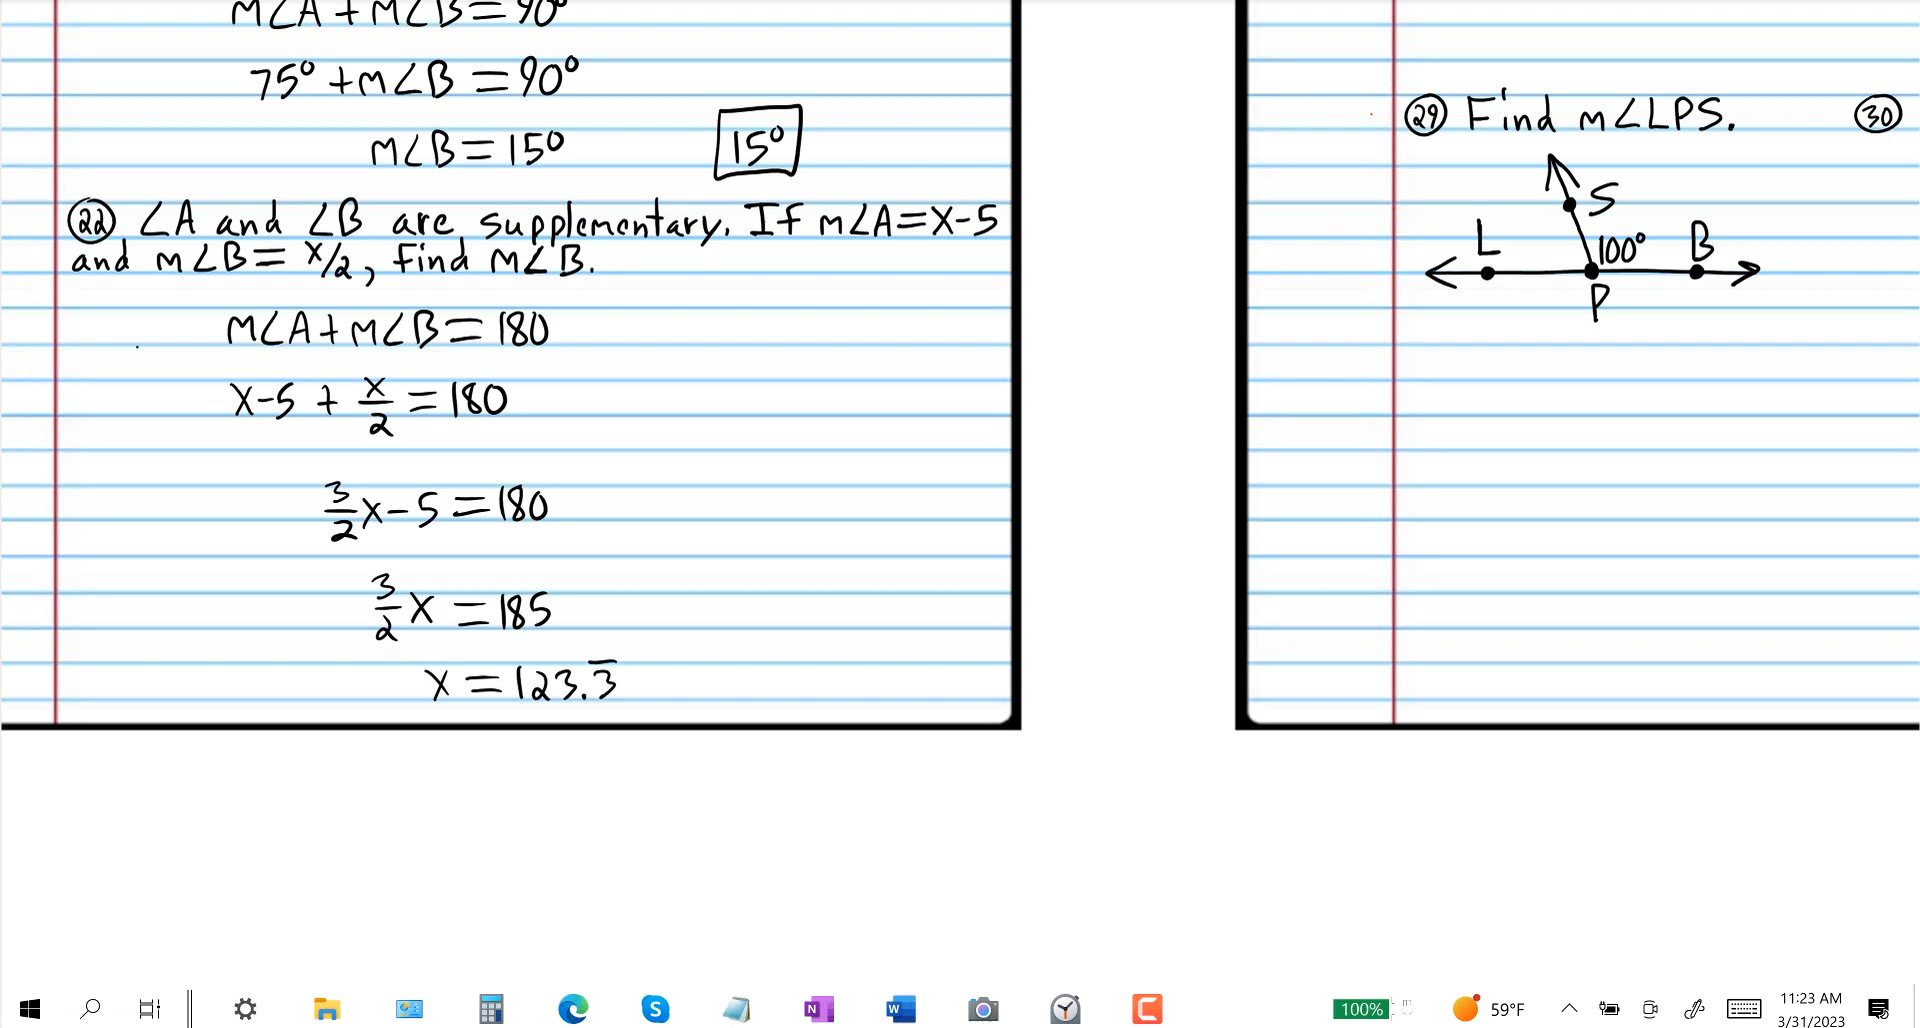 m∠A + m∠B = 90°
75° + m∠B = 90°
m∠B = 15°
15°
22 ∠A and ∠B are supplementary. If m∠A = x-5
and m∠B = x/2, find m∠B.
m∠A + m∠B = 180
x-5 + x/2 = 180
3/2x - 5 = 180
3/2x = 185
x = 123.3̅
29 Find m∠LPS.
30
S
L
100°
B
P
100%
59°F
11:23 AM
3/31/2023